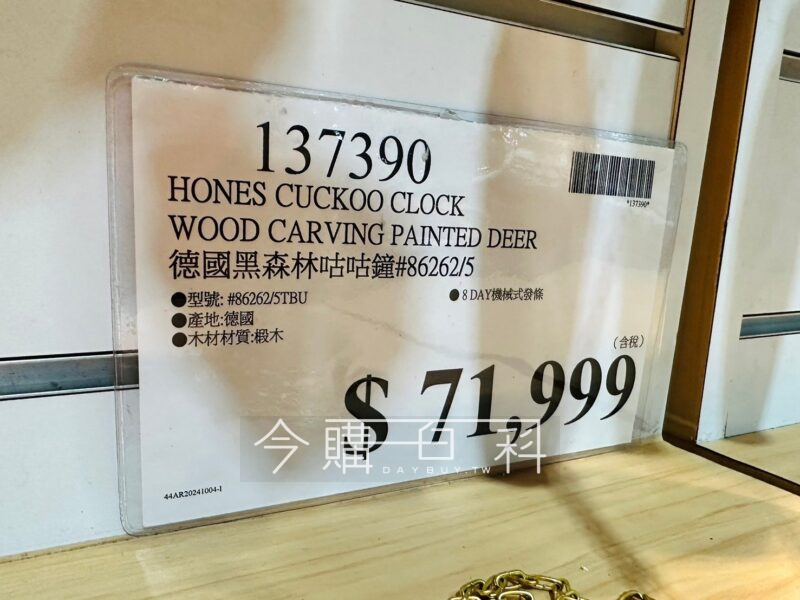 137390
*137390*
HONES CUCKOO CLOCK
WOOD CARVING PAINTED DEER
德國黑森林咕咕鐘#86262/5
●型號: #86262/5TBU
●8 DAY機械式發條
●產地:德國
●木材材質:椴木
(含稅)
$ 71,999
今購百科
DAYBUY.TW
44AR20241004-1